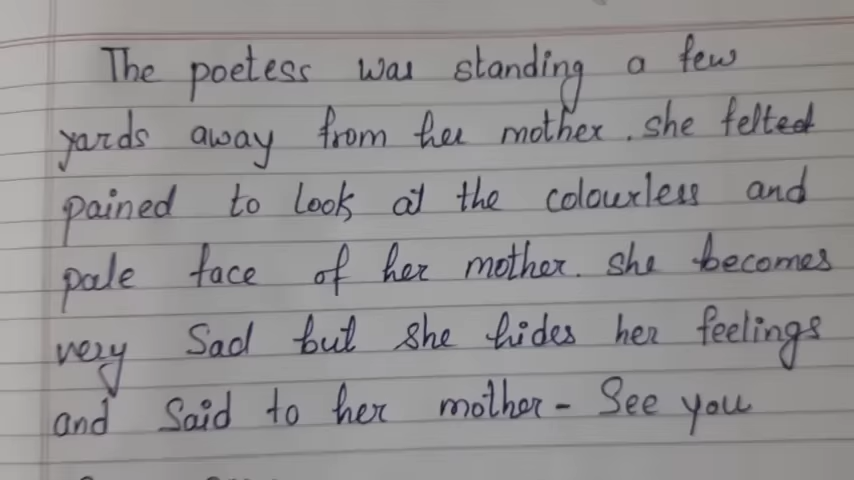 The poetess was standing a few
yards away from her mother. she felted
pained to look at the colourless and
pale face of her mother. she becomes
very Sad but she hides her feelings
and Said to her mother - See you